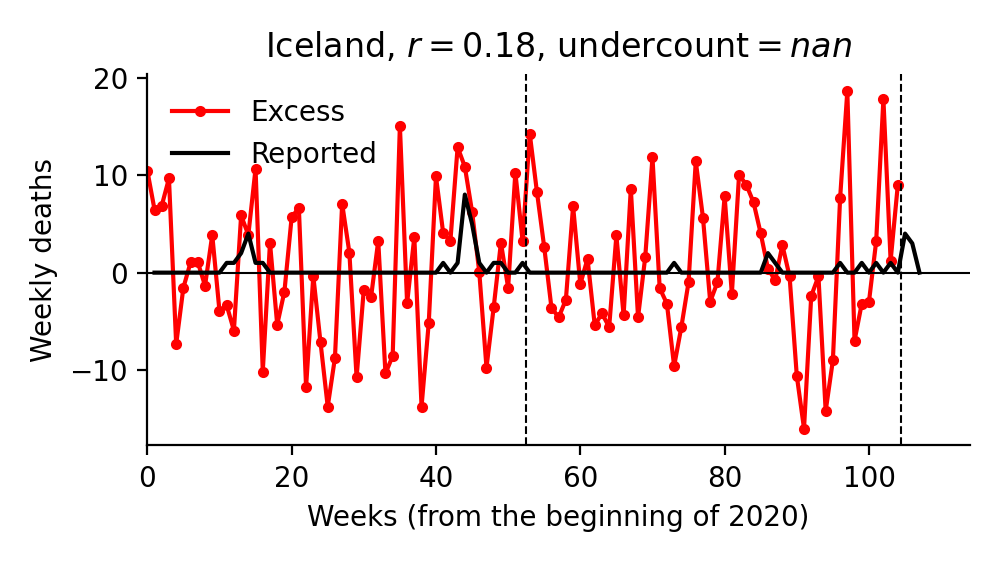 Iceland, r = 0.18, undercount = nan
20
10
0
−10
Weekly deaths
Excess
Reported
0 20 40 60 80 100
Weeks (from the beginning of 2020)